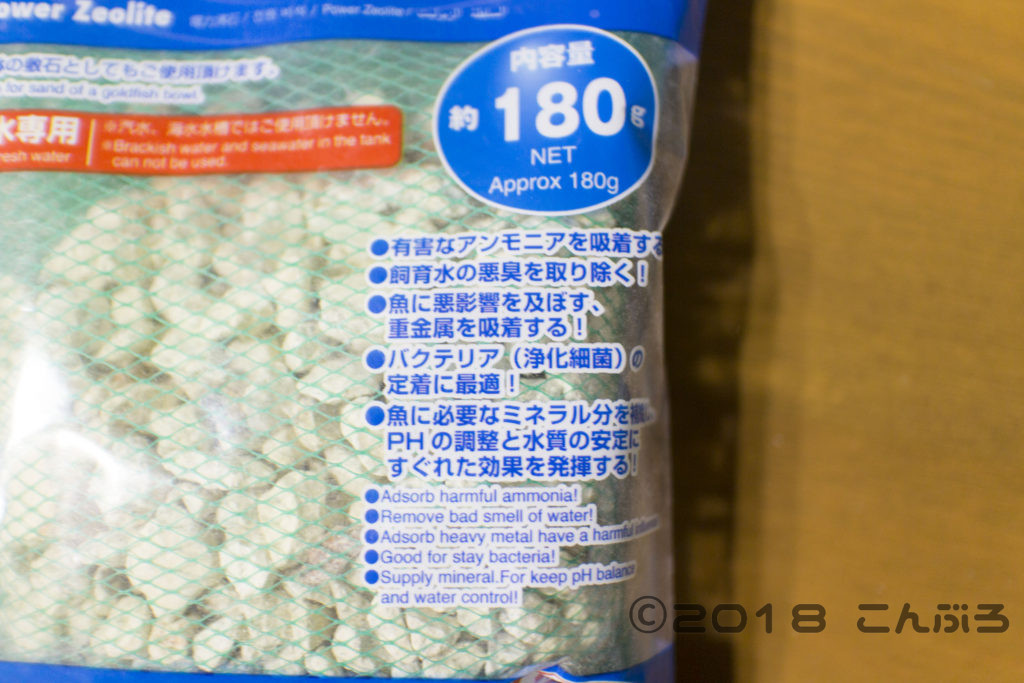 ower Zeolite
Power Zeolite
の敷石としてもご使用頂けます。
for sand of a goldfish bowl.
水専用
resh water
※汽水、海水水槽ではご使用頂けません。
※Brackish water and seawater in the tank
can not be used.
内容量
約180g
NET
Approx 180g
●有害なアンモニアを吸着する
●飼育水の悪臭を取り除く！
●魚に悪影響を及ぼす、
重金属を吸着する！
●バクテリア（浄化細菌）の
定着に最適！
●魚に必要なミネラル分を補給し
PHの調整と水質の安定に
すぐれた効果を発揮する！
●Adsorb harmful ammonia!
●Remove bad smell of water!
●Adsorb heavy metal have a harmful
●Good for stay bacteria!
●Supply mineral.For keep pH balance
and water control!
©2018 こんぶろ